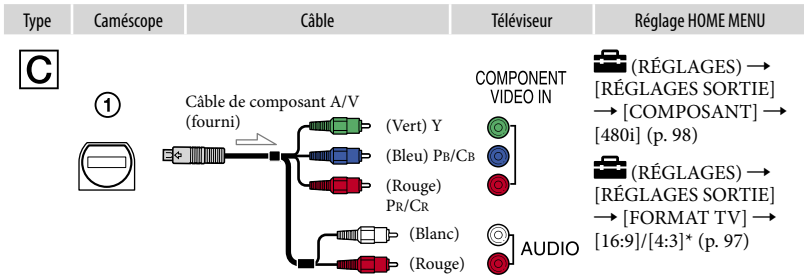 Type Caméscope Câble Téléviseur Réglage HOME MENU
C
①
Câble de composant A/V
(fourni)
(Vert) Y
(Bleu) PB/CB
(Rouge)
PR/CR
(Blanc)
(Rouge)
COMPONENT
VIDEO IN
AUDIO
(RÉGLAGES) →
[RÉGLAGES SORTIE]
→ [COMPOSANT] →
[480i] (p. 98)
(RÉGLAGES) →
[RÉGLAGES SORTIE]
→ [FORMAT TV] →
[16:9]/[4:3]* (p. 97)